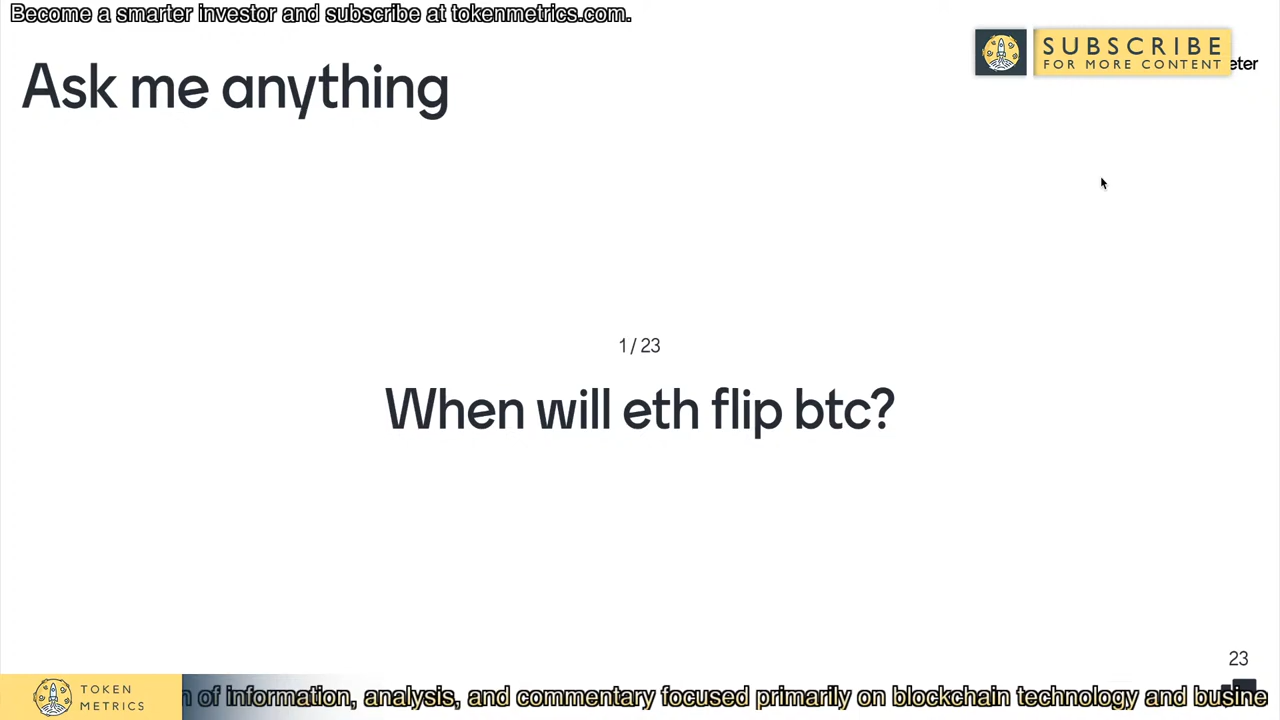 Become a smarter investor and subscribe at tokenmetrics.com.
SUBSCRIBE
FOR MORE CONTENT
eter
Ask me anything
1 / 23
When will eth flip btc?
23
TOKEN
METRICS
n of information, analysis, and commentary focused primarily on blockchain technology and busine